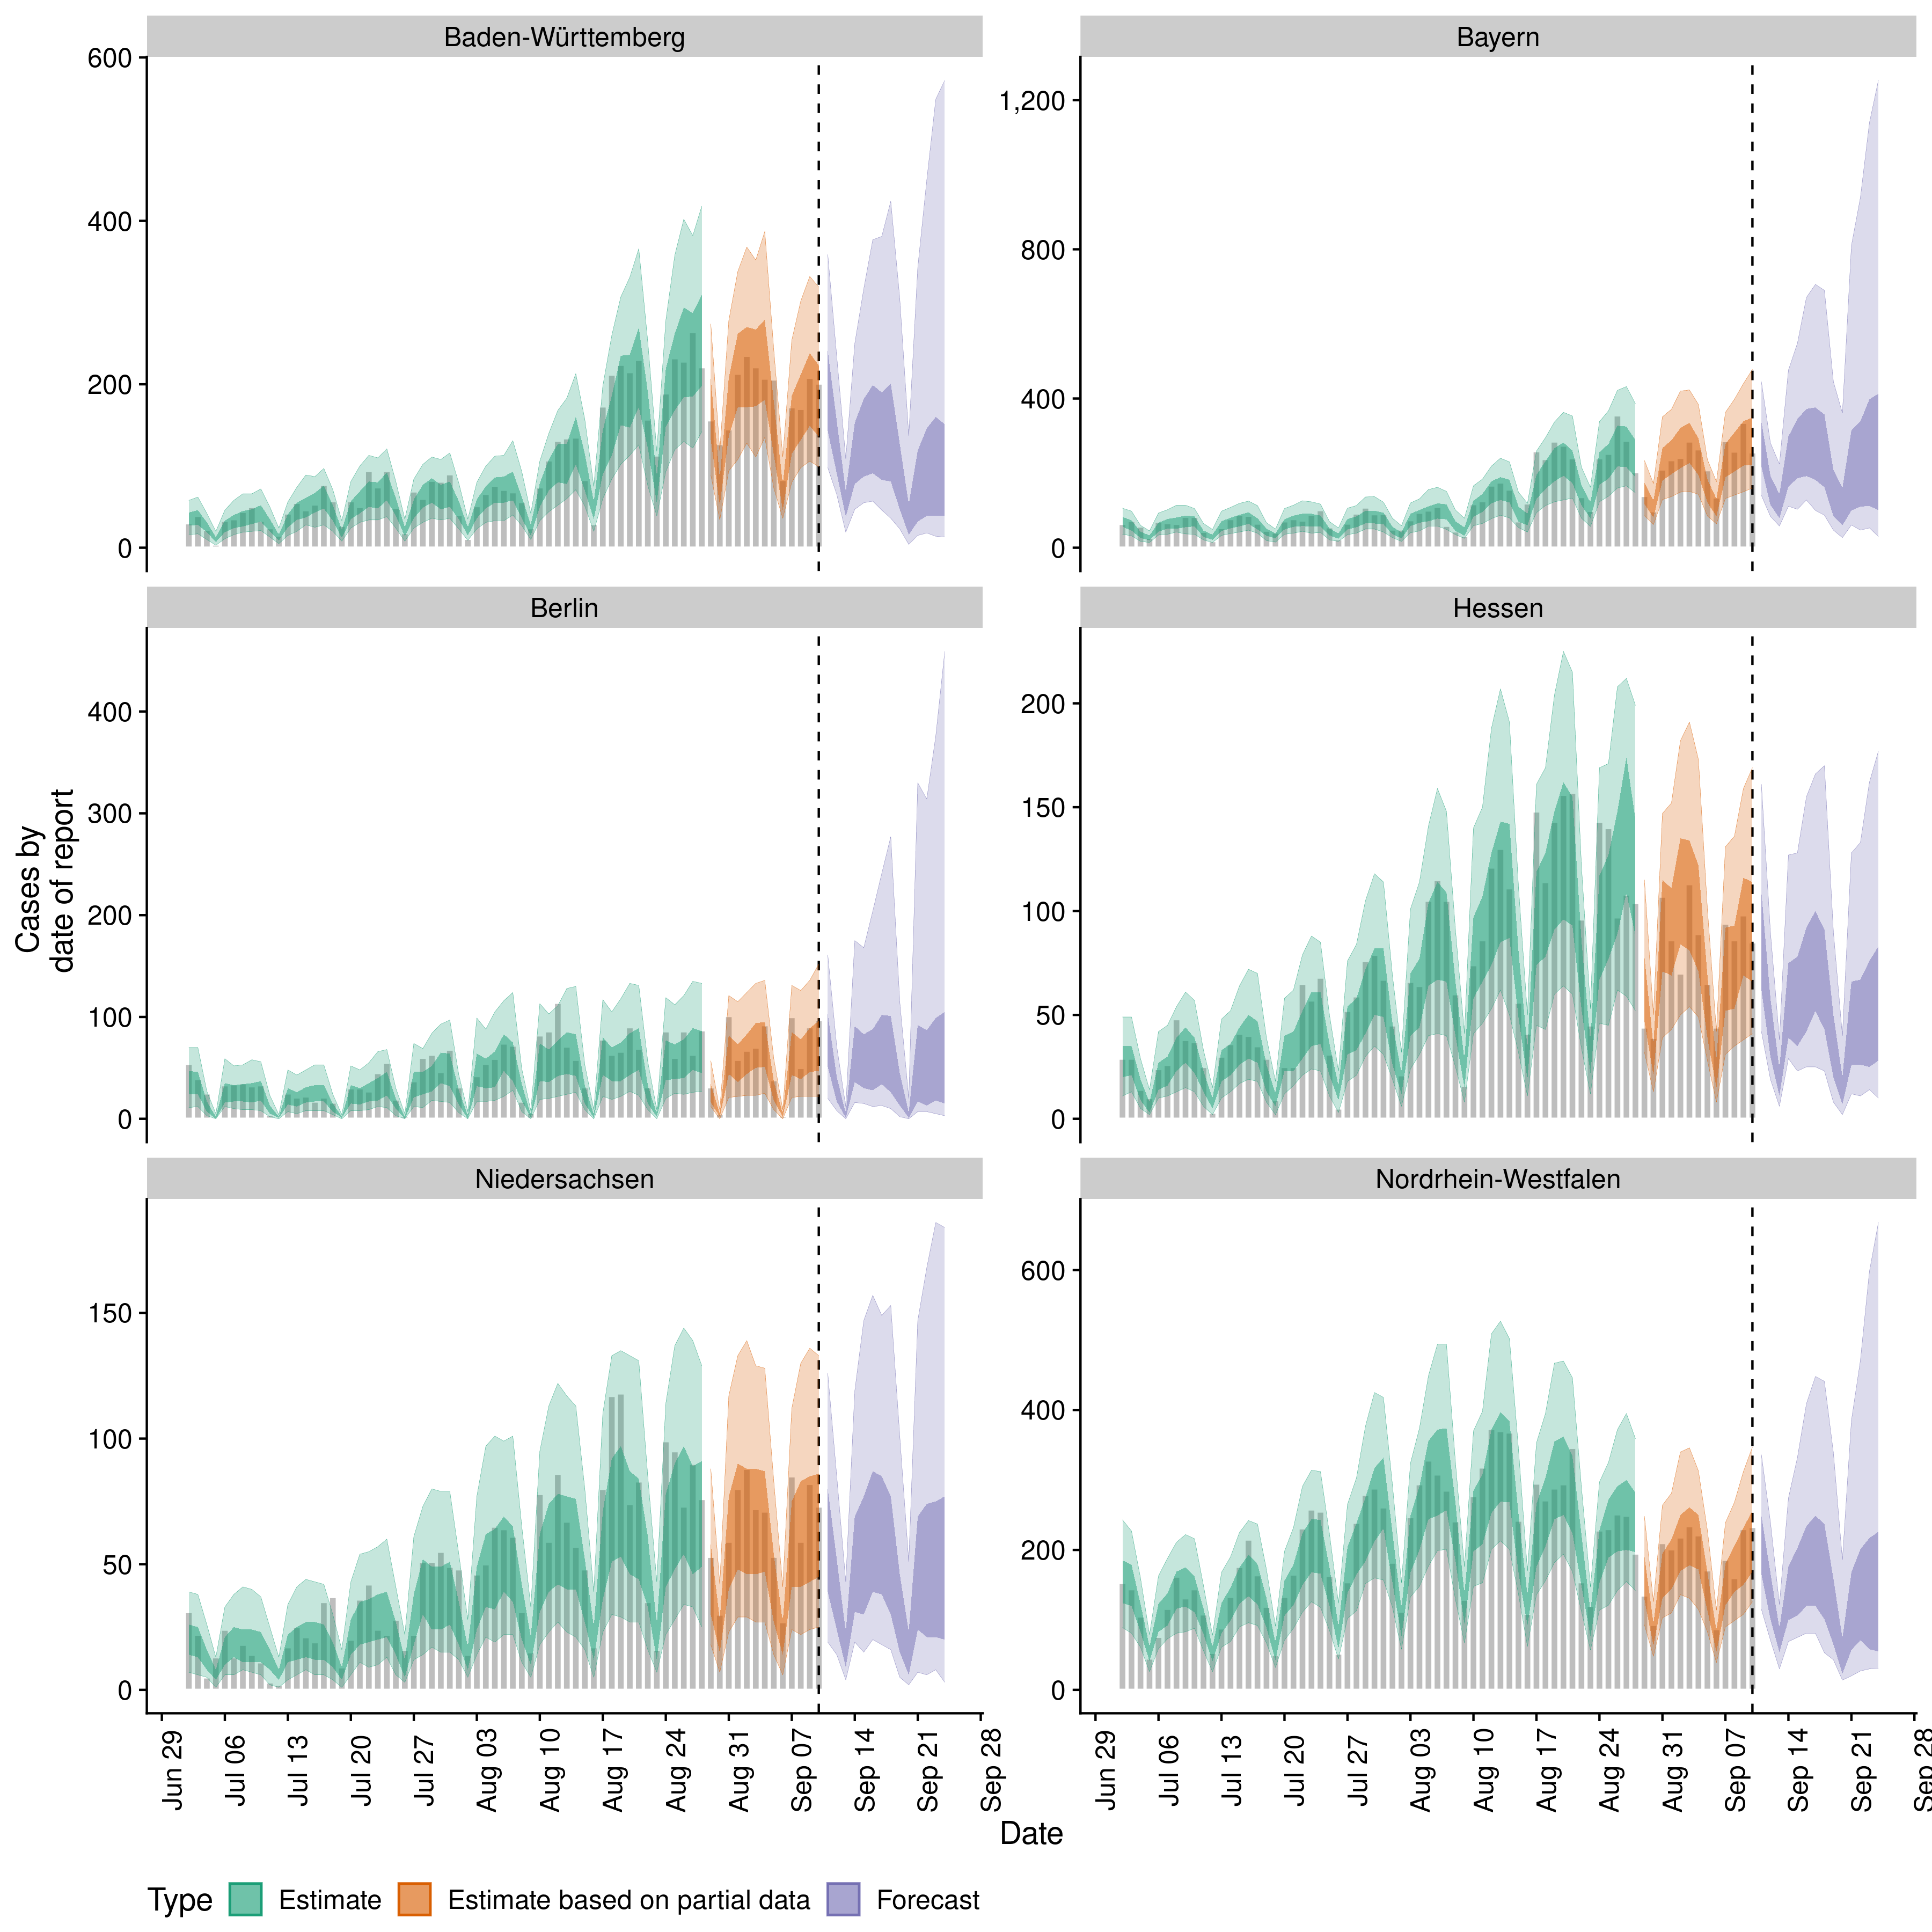 Baden-Württemberg
Bayern
600
400
200
0
1,200
800
400
0
Berlin
Hessen
400
300
200
100
0
200
150
100
50
0
Cases by
date of report
Niedersachsen
Nordrhein-Westfalen
150
100
50
0
600
400
200
0
Jun 29
Jul 06
Jul 13
Jul 20
Jul 27
Aug 03
Aug 10
Aug 17
Aug 24
Aug 31
Sep 07
Sep 14
Sep 21
Sep 28
Jun 29
Jul 06
Jul 13
Jul 20
Jul 27
Aug 03
Aug 10
Aug 17
Aug 24
Aug 31
Sep 07
Sep 14
Sep 21
Sep 28
Date
Type Estimate Estimate based on partial data Forecast